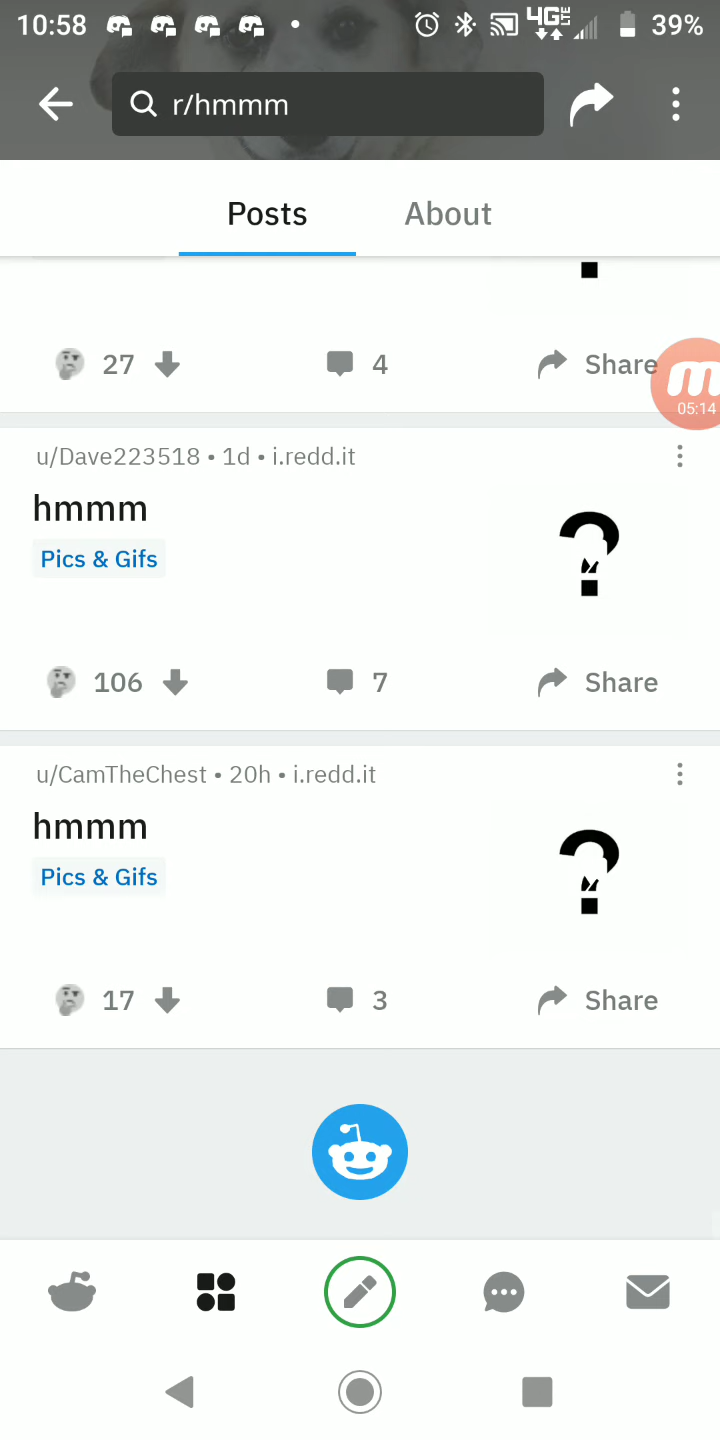 10:58 4G LTE 39%
r/hmmm
Posts About
27 4 Share
05:14
u/Dave223518 • 1d • i.redd.it
hmmm
Pics & Gifs
?
106 7 Share
u/CamTheChest • 20h • i.redd.it
hmmm
Pics & Gifs
?
17 3 Share